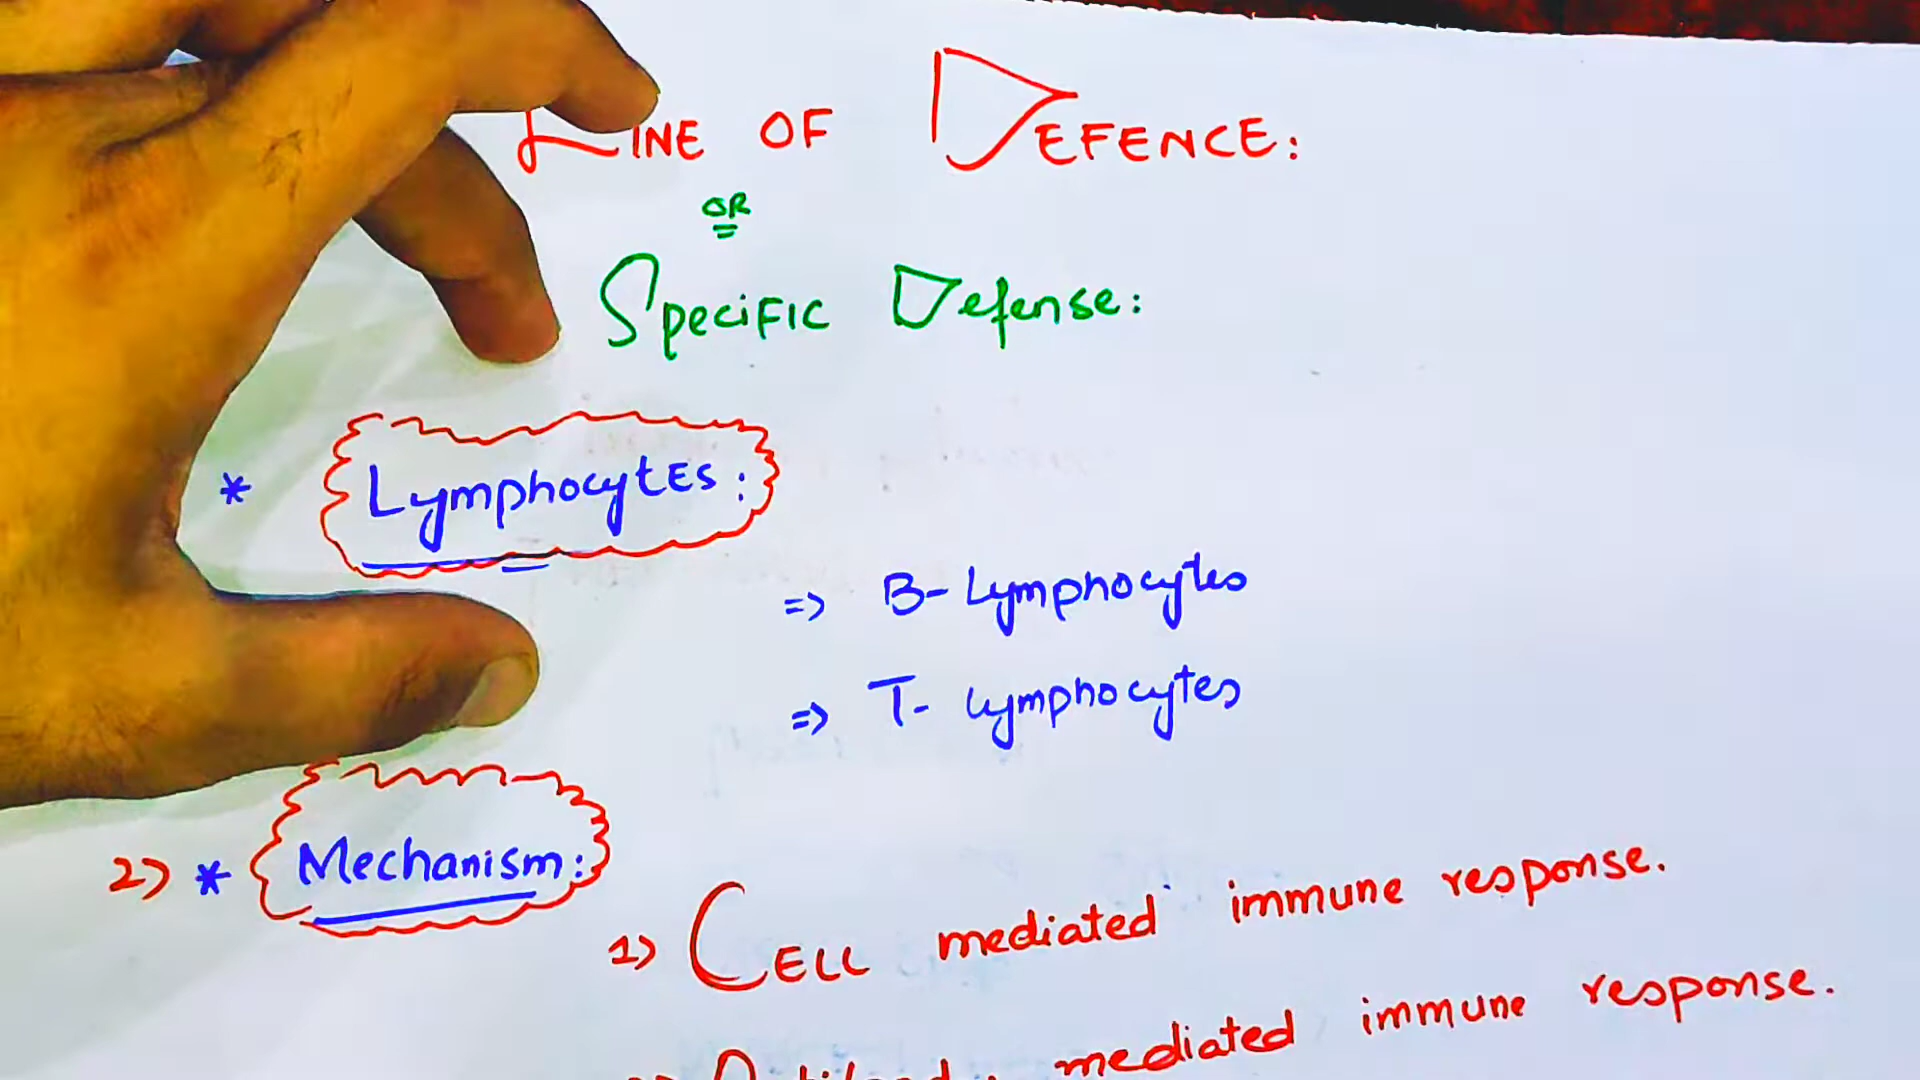 LINE OF DEFENCE:
OR
Specific Defense:
* LymphocytEs:
=> B- Lymphocytes
=> T- lymphocytes
2) * Mechanism:
1) CELL mediated immune response.
mediated immune response.